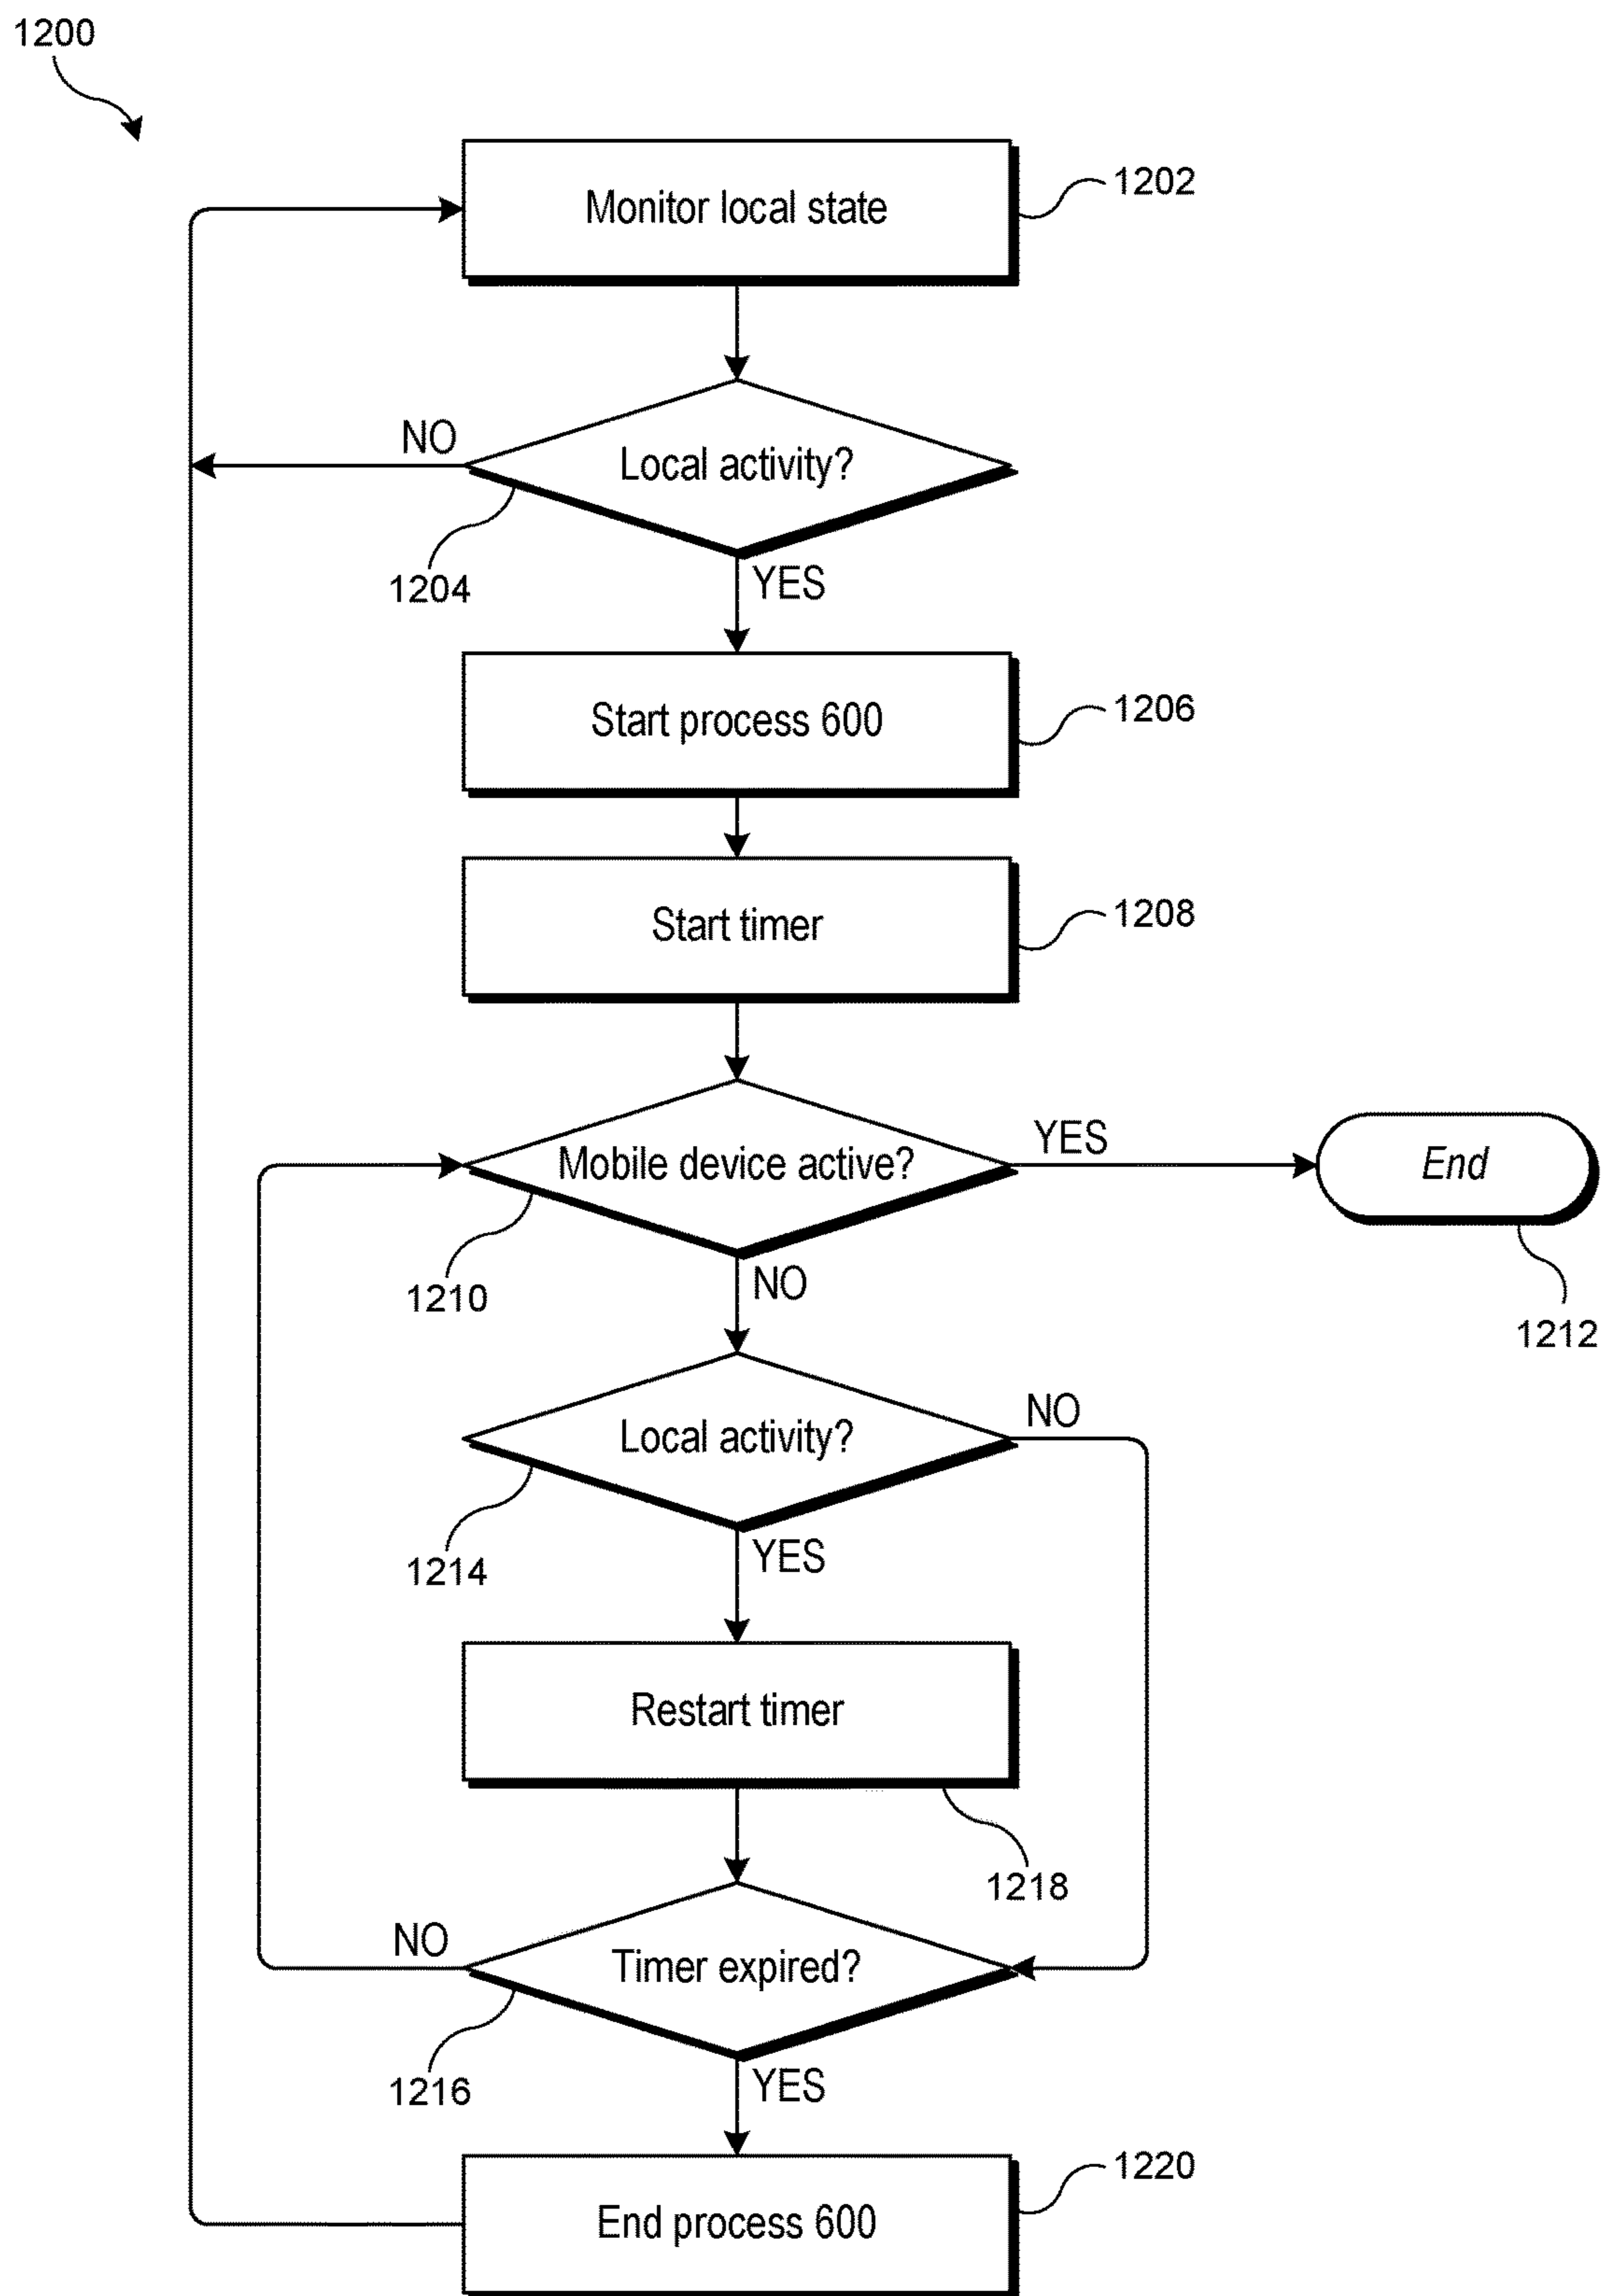 1200
Monitor local state
1202
NO
Local activity?
1204
YES
Start process 600
1206
Start timer
1208
Mobile device active?
YES
End
1210
NO
1212
Local activity?
NO
1214
YES
Restart timer
1218
NO
Timer expired?
1216
YES
End process 600
1220